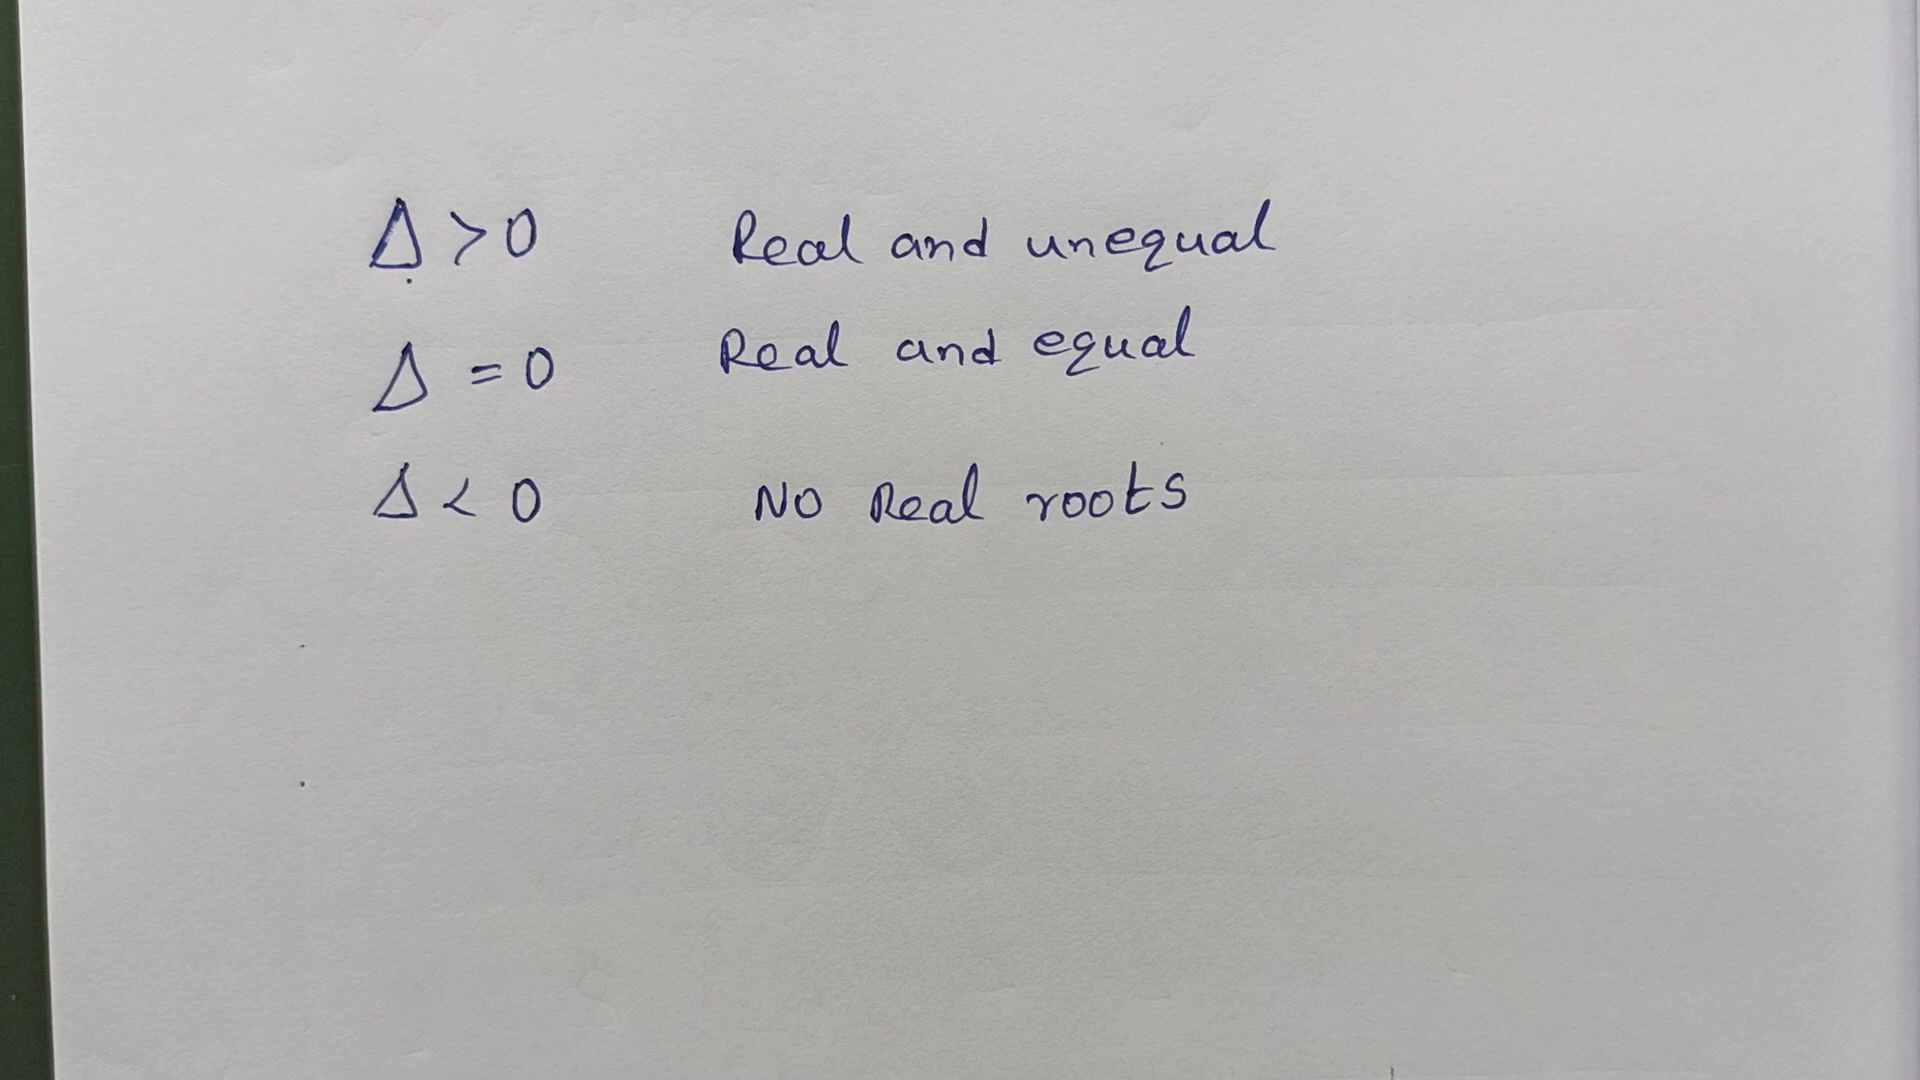 Δ > 0 Real and unequal
Δ = 0 Real and equal
Δ < 0 NO Real roots